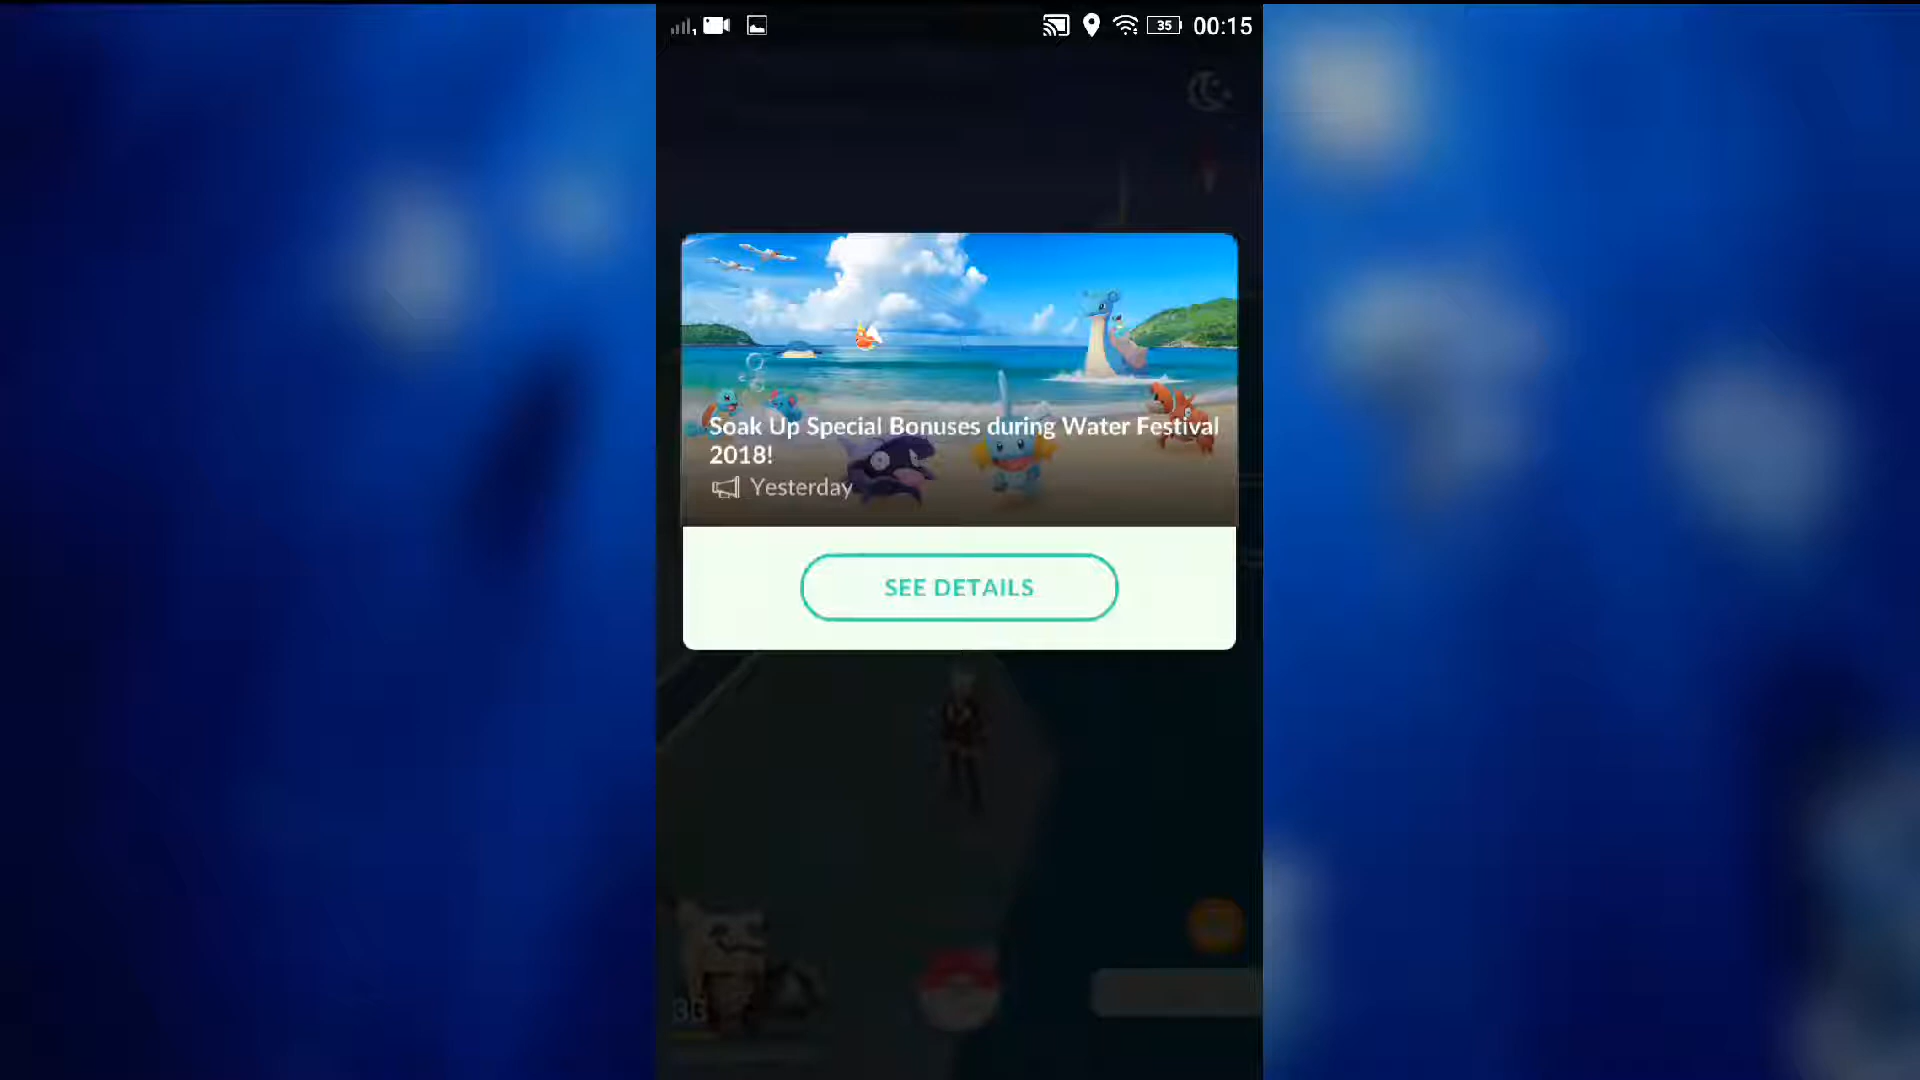 35 00:15
Soak Up Special Bonuses during Water Festival
2018!
Yesterday
SEE DETAILS